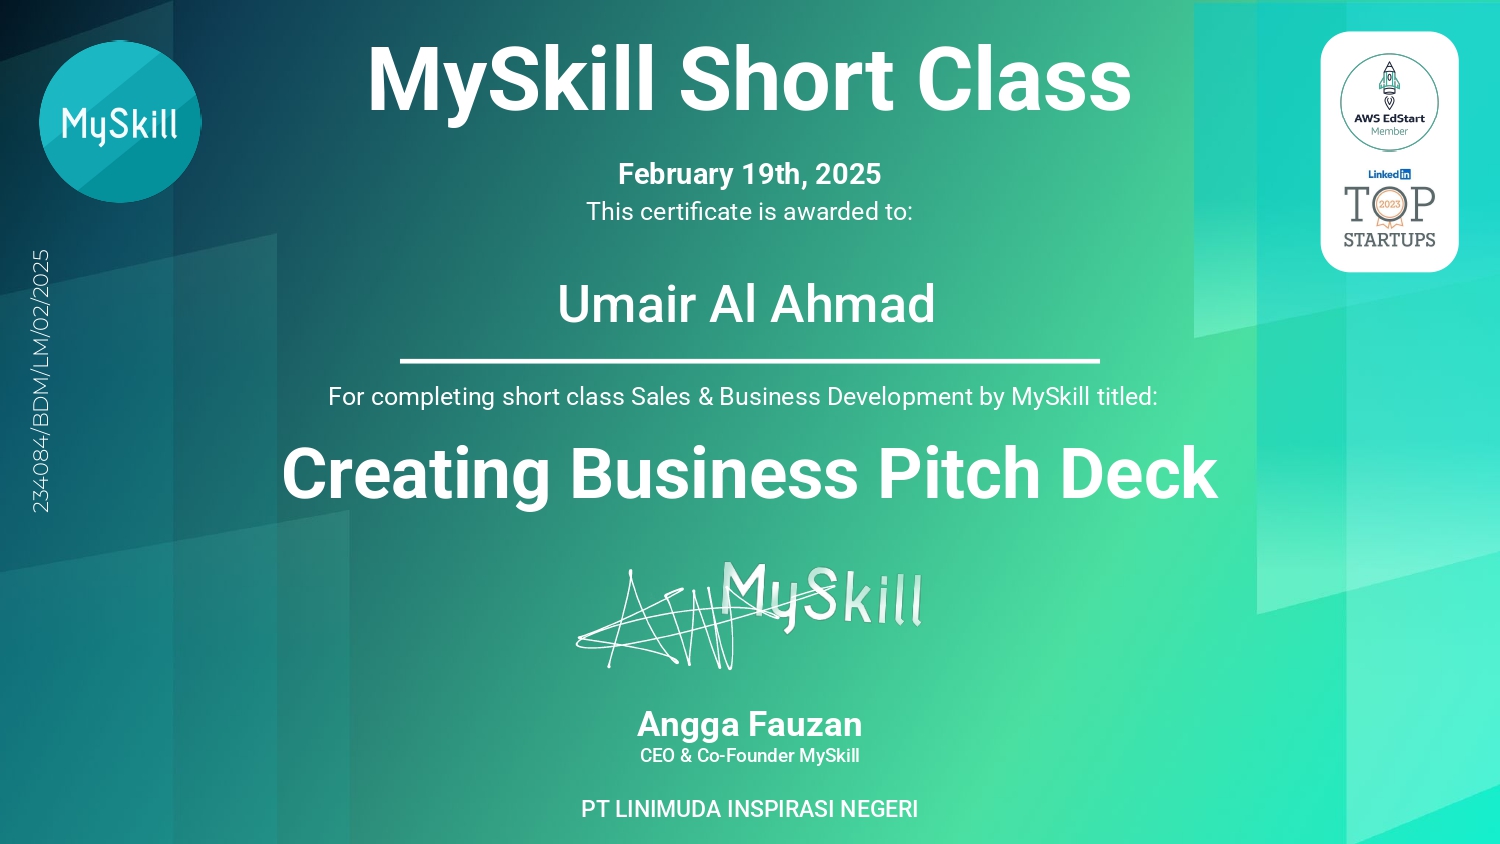 MySkill
MySkill Short Class
AWS EdStart
Member
Linked in
TOP
2023
STARTUPS
February 19th, 2025
This certificate is awarded to:
234084/BDM/LM/02/2025
Umair Al Ahmad
For completing short class Sales & Business Development by MySkill titled:
Creating Business Pitch Deck
MySkill
Angga Fauzan
CEO & Co-Founder MySkill
PT LINIMUDA INSPIRASI NEGERI